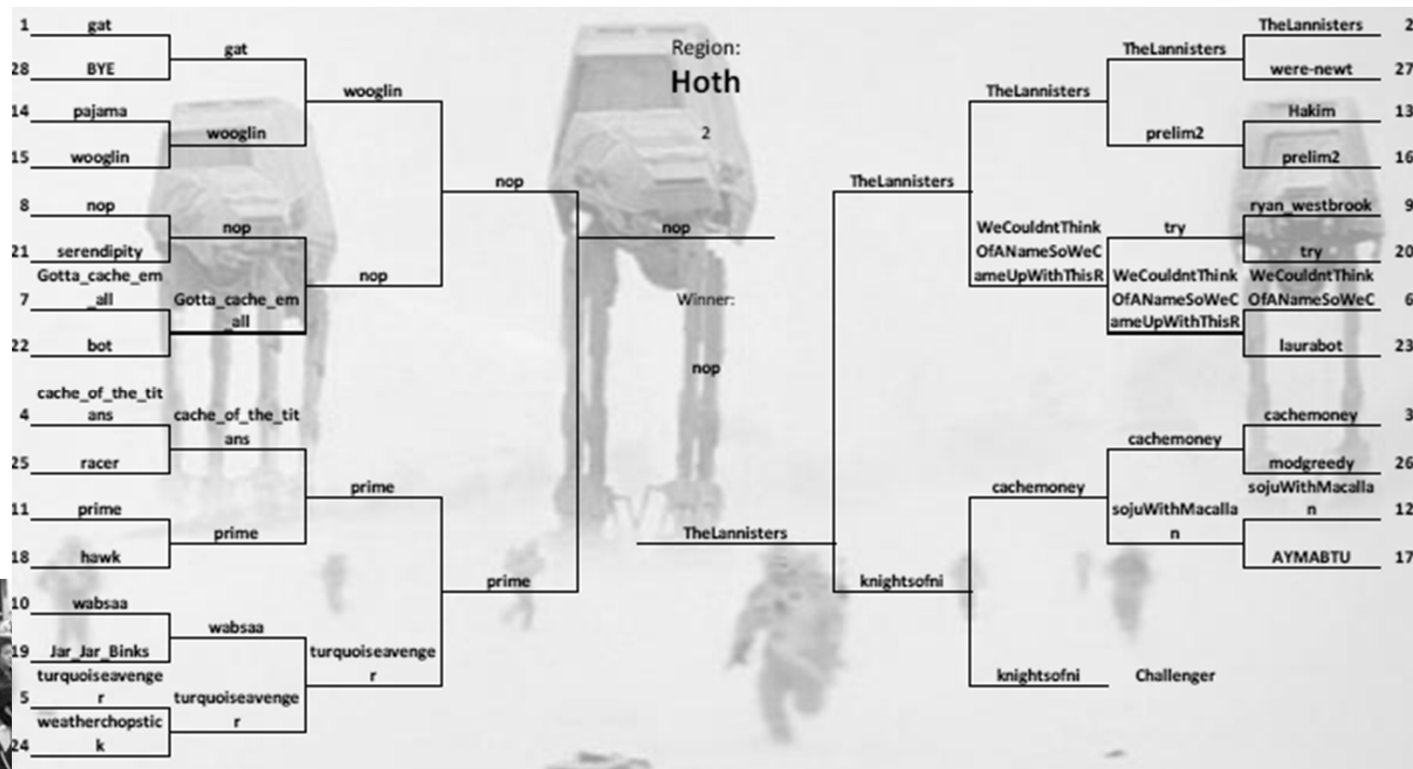 1 gat
gat
28 BYE
wooglin
14 pajama
wooglin
15 wooglin
nop
8 nop
nop
21 serendipity
nop
Gotta_cache_em
_all
7
Gotta_cache_em
_all
22 bot
cache_of_the_tit
ans
4
cache_of_the_tit
ans
25 racer
prime
11 prime
prime
18 hawk
prime
10 wabsaa
wabsaa
19 Jar_Jar_Binks
turquoiseavenge
r
turquoiseavenge
r
5
turquoiseavenge
r
weatherchopstic
k
24
Region:
Hoth
2
nop
Winner:
nop
TheLannisters
TheLannisters
knightsofni
TheLannisters
WeCouldntThink
OfANameSoWeC
ameUpWithThisR
cachemoney
knightsofni
Challenger
TheLannisters
prelim2
try
WeCouldntThink
OfANameSoWeC
ameUpWithThisR
cachemoney
sojuWithMacalla
n
TheLannisters 2
were-newt 27
Hakim 13
prelim2 16
ryan_westbrook 9
try 20
WeCouldntThink
OfANameSoWeC 6
laurabot 23
cachemoney 3
modgreedy 26
sojuWithMacalla
n 12
AYMABTU 17